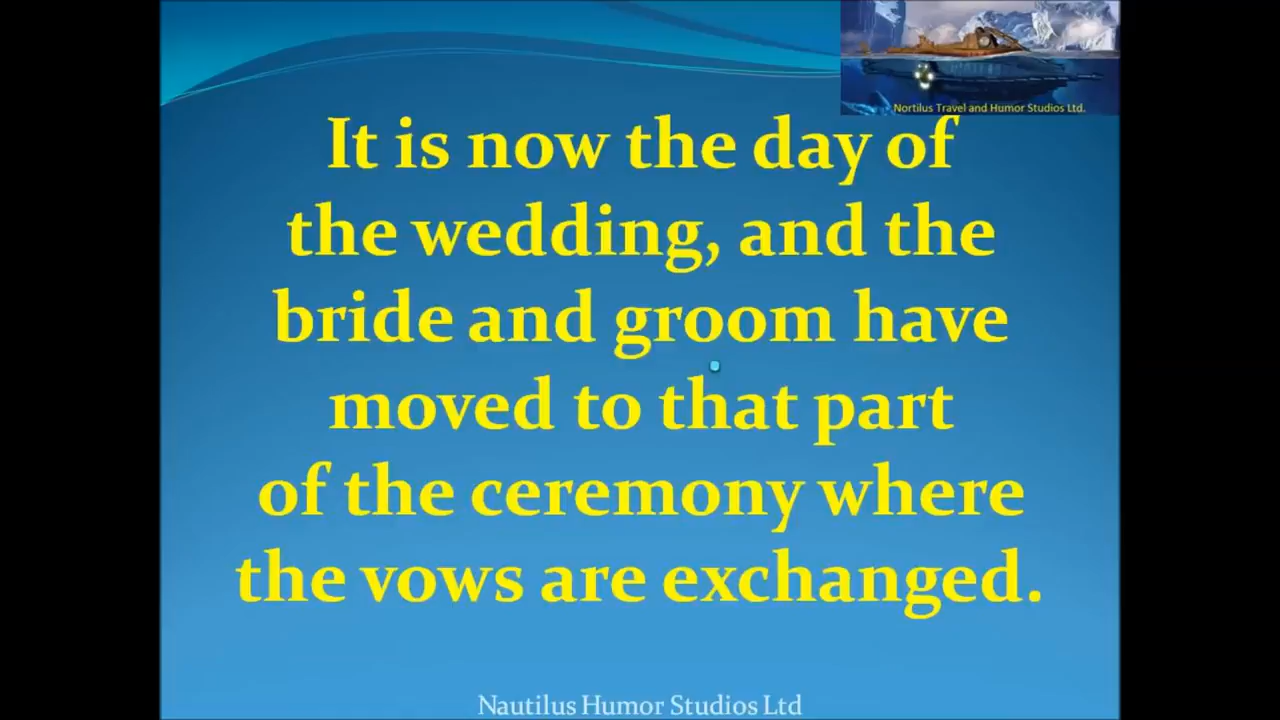 Nortilus Travel and Humor Studios Ltd.
It is now the day of
the wedding, and the
bride and groom have
moved to that part
of the ceremony where
the vows are exchanged.
Nautilus Humor Studios Ltd